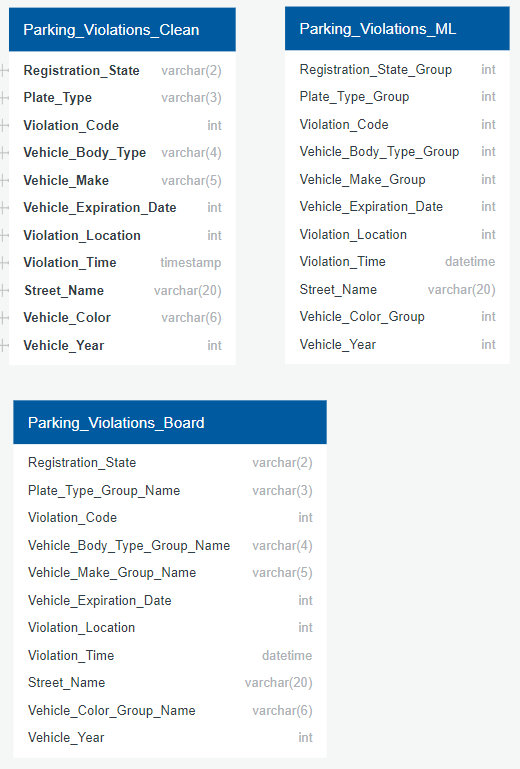 Parking_Violations_Clean
Registration_State varchar(2)
Plate_Type varchar(3)
Violation_Code int
Vehicle_Body_Type varchar(4)
Vehicle_Make varchar(5)
Vehicle_Expiration_Date int
Violation_Location int
Violation_Time timestamp
Street_Name varchar(20)
Vehicle_Color varchar(6)
Vehicle_Year int
Parking_Violations_ML
Registration_State_Group int
Plate_Type_Group int
Violation_Code int
Vehicle_Body_Type_Group int
Vehicle_Make_Group int
Vehicle_Expiration_Date int
Violation_Location int
Violation_Time datetime
Street_Name varchar(20)
Vehicle_Color_Group int
Vehicle_Year int
Parking_Violations_Board
Registration_State varchar(2)
Plate_Type_Group_Name varchar(3)
Violation_Code int
Vehicle_Body_Type_Group_Name varchar(4)
Vehicle_Make_Group_Name varchar(5)
Vehicle_Expiration_Date int
Violation_Location int
Violation_Time datetime
Street_Name varchar(20)
Vehicle_Color_Group_Name varchar(6)
Vehicle_Year int